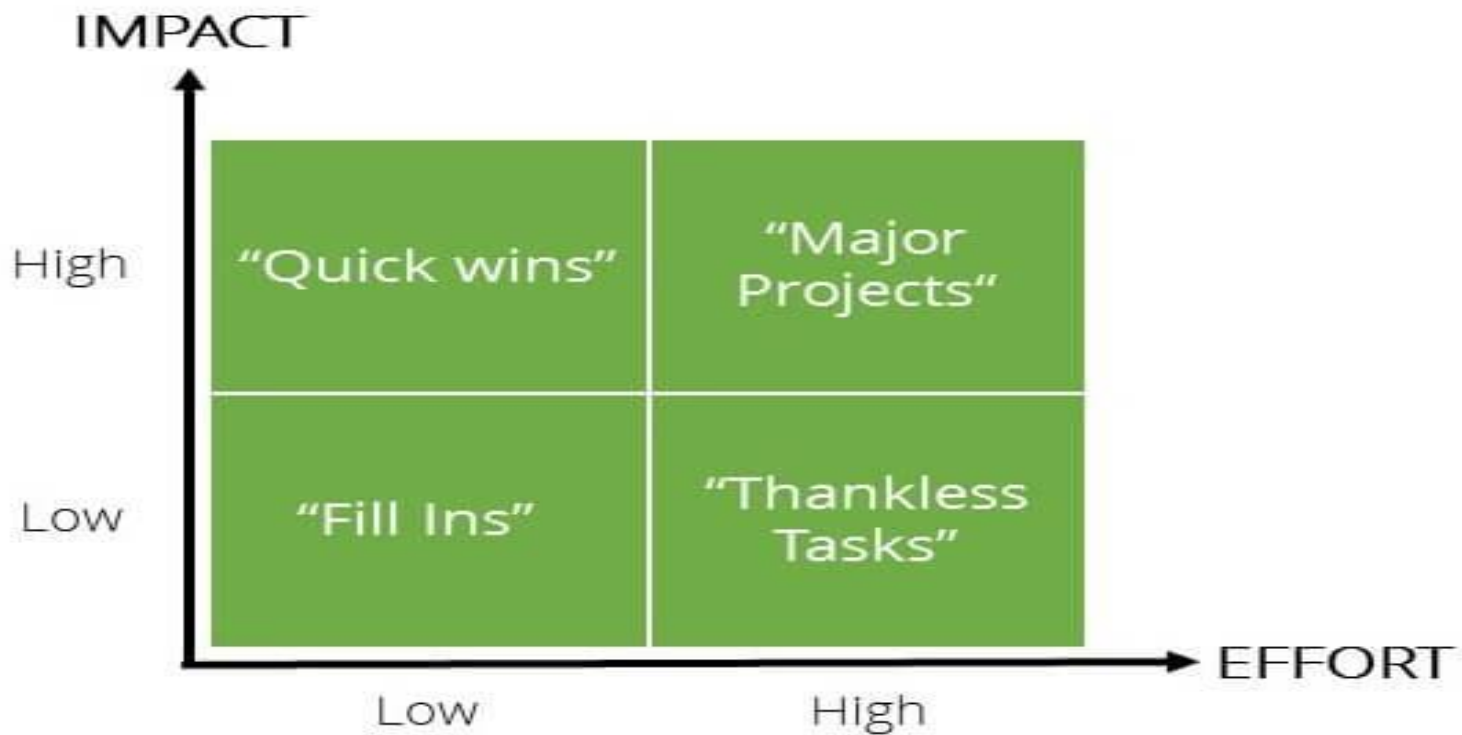 IMPACT
High
“Quick wins”
“Major
Projects“
Low
“Fill Ins”
“Thankless
Tasks”
EFFORT
Low
High